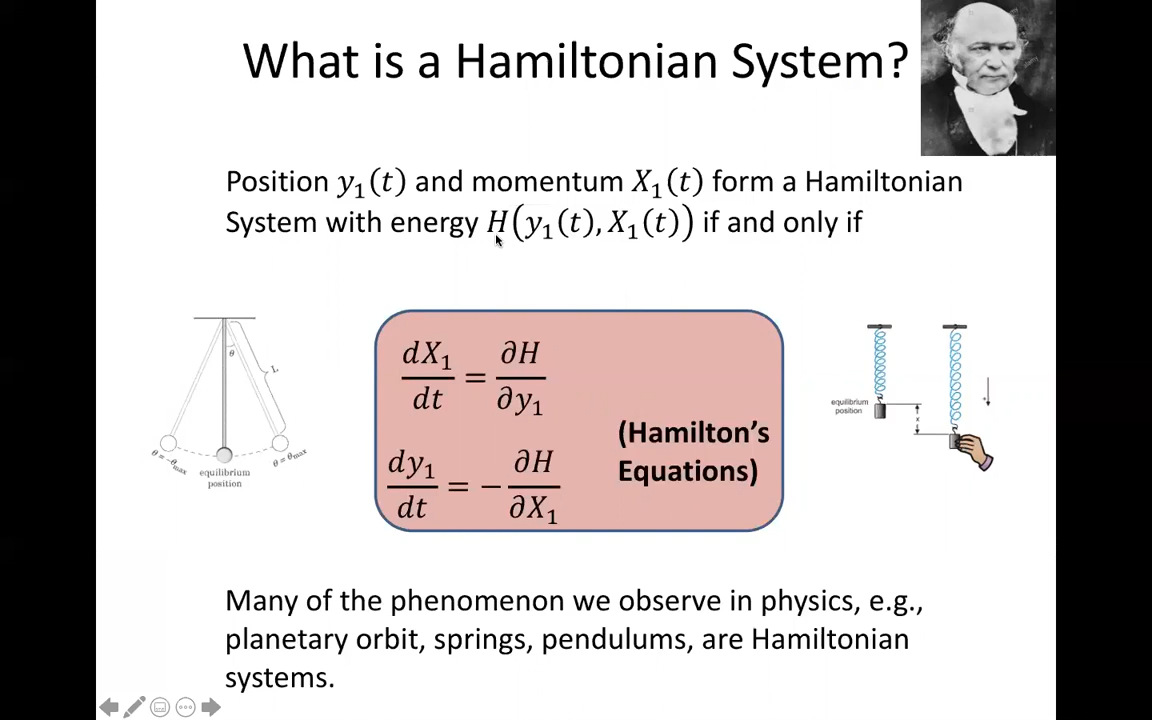 What is a Hamiltonian System?
Position y₁(t) and momentum X₁(t) form a Hamiltonian
System with energy H(y₁(t), X₁(t)) if and only if
θ
L
θ = -θmax
equilibrium
position
θ = θmax
dX₁/dt = ∂H/∂y₁
dy₁/dt = −∂H/∂X₁
(Hamilton's
Equations)
equilibrium
position
x
+
Many of the phenomenon we observe in physics, e.g.,
planetary orbit, springs, pendulums, are Hamiltonian
systems.